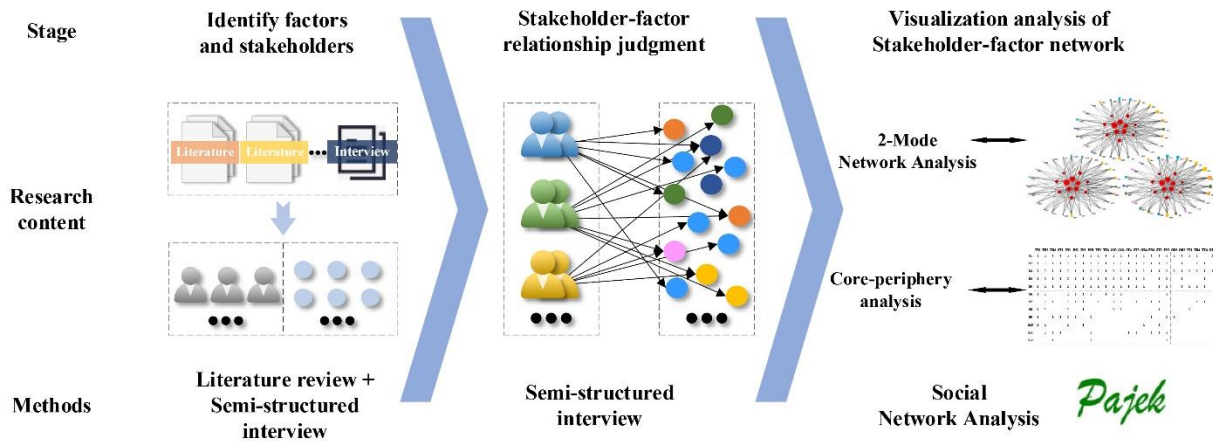 Stage
Identify factors
and stakeholders
Stakeholder-factor
relationship judgment
Visualization analysis of
Stakeholder-factor network
Research
content
Literature
Literature
Interview
2-Mode
Network Analysis
Core-periphery
analysis
Methods
Literature review +
Semi-structured
interview
Semi-structured
interview
Social
Network Analysis
Pajek